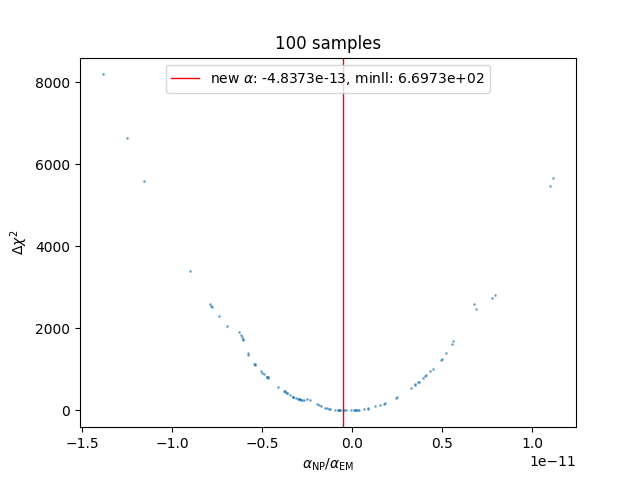 100 samples
new α: -4.8373e-13, minll: 6.6973e+02
Δχ²
8000
6000
4000
2000
0
−1.5
−1.0
−0.5
0.0
0.5
1.0
1e−11
α_NP/α_EM